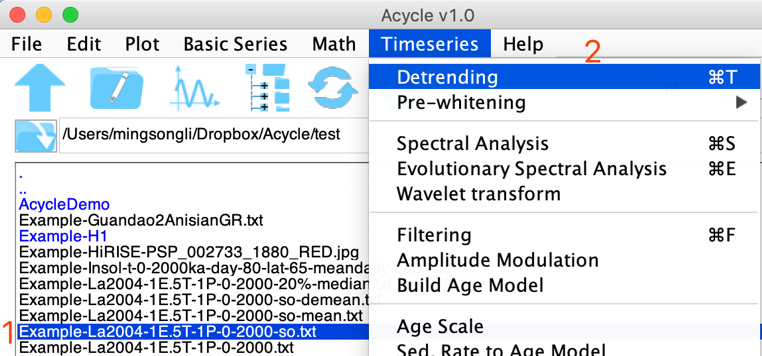 Acycle v1.0
File Edit Plot Basic Series Math Timeseries Help
2
Detrending ⌘T
Pre-whitening ▶
/Users/mingsongli/Dropbox/Acycle/test
Spectral Analysis ⌘S
Evolutionary Spectral Analysis ⌘E
Wavelet transform
Filtering ⌘F
Amplitude Modulation
Build Age Model
Age Scale
Sed. Rate to Age Model
.
..
AcycleDemo
Example-Guandao2AnisianGR.txt
Example-H1
Example-HiRISE-PSP_002733_1880_RED.jpg
Example-Insol-t-0-2000ka-day-80-lat-65-meandaily
Example-La2004-1E.5T-1P-0-2000-20%-median.txt
Example-La2004-1E.5T-1P-0-2000-so-demean.txt
Example-La2004-1E.5T-1P-0-2000-so-mean.txt
1
Example-La2004-1E.5T-1P-0-2000-so.txt
Example-La2004-1E.5T-1P-0-2000.txt